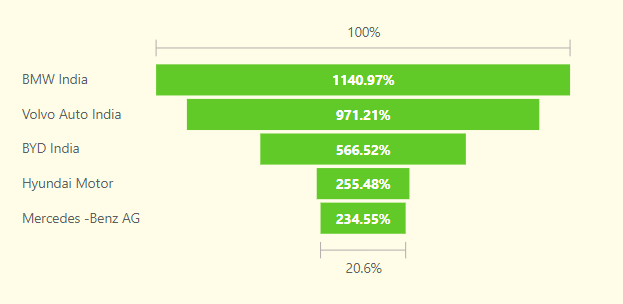 100%
BMW India 1140.97%
Volvo Auto India 971.21%
BYD India 566.52%
Hyundai Motor 255.48%
Mercedes -Benz AG 234.55%
20.6%